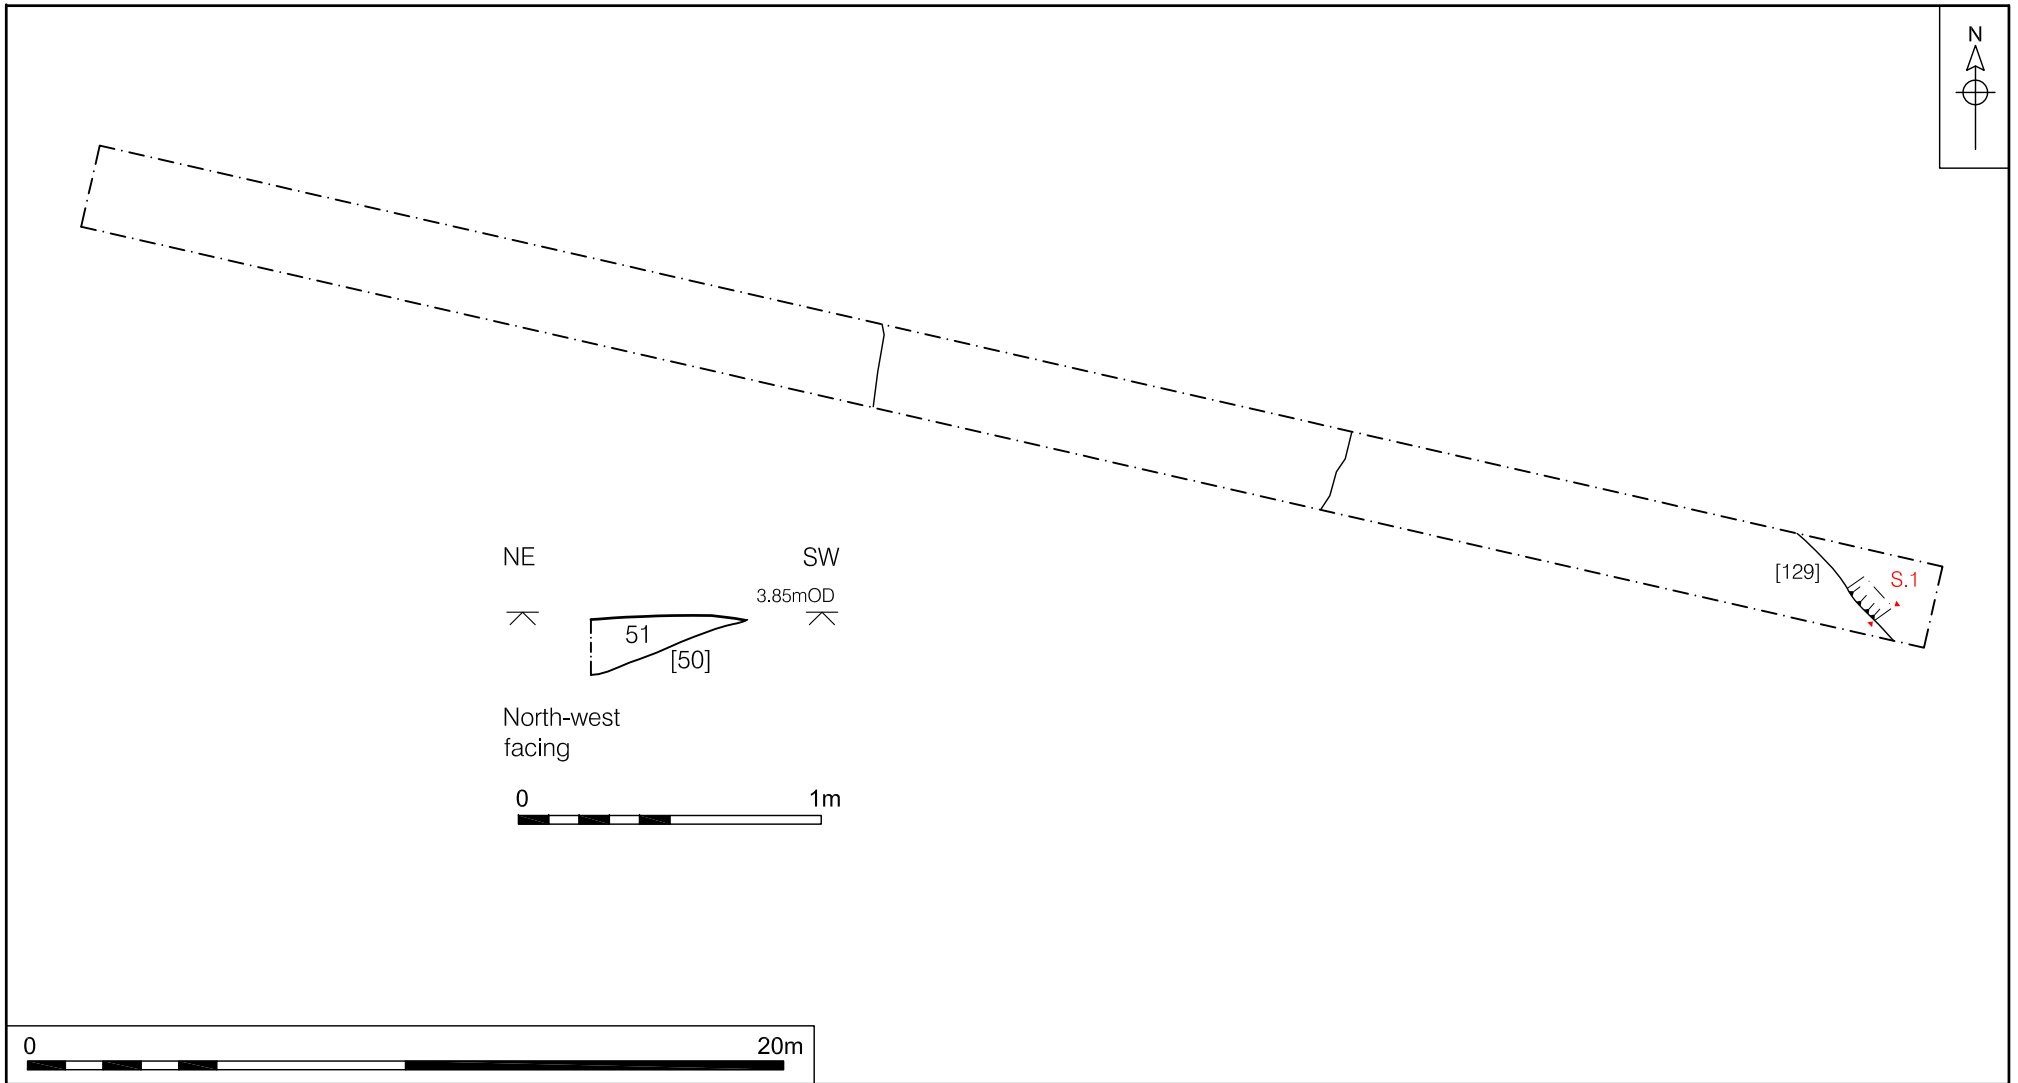 N
[129]
S.1
NE
SW
3.85mOD
51
[50]
North-west
facing
0
1m
0
20m